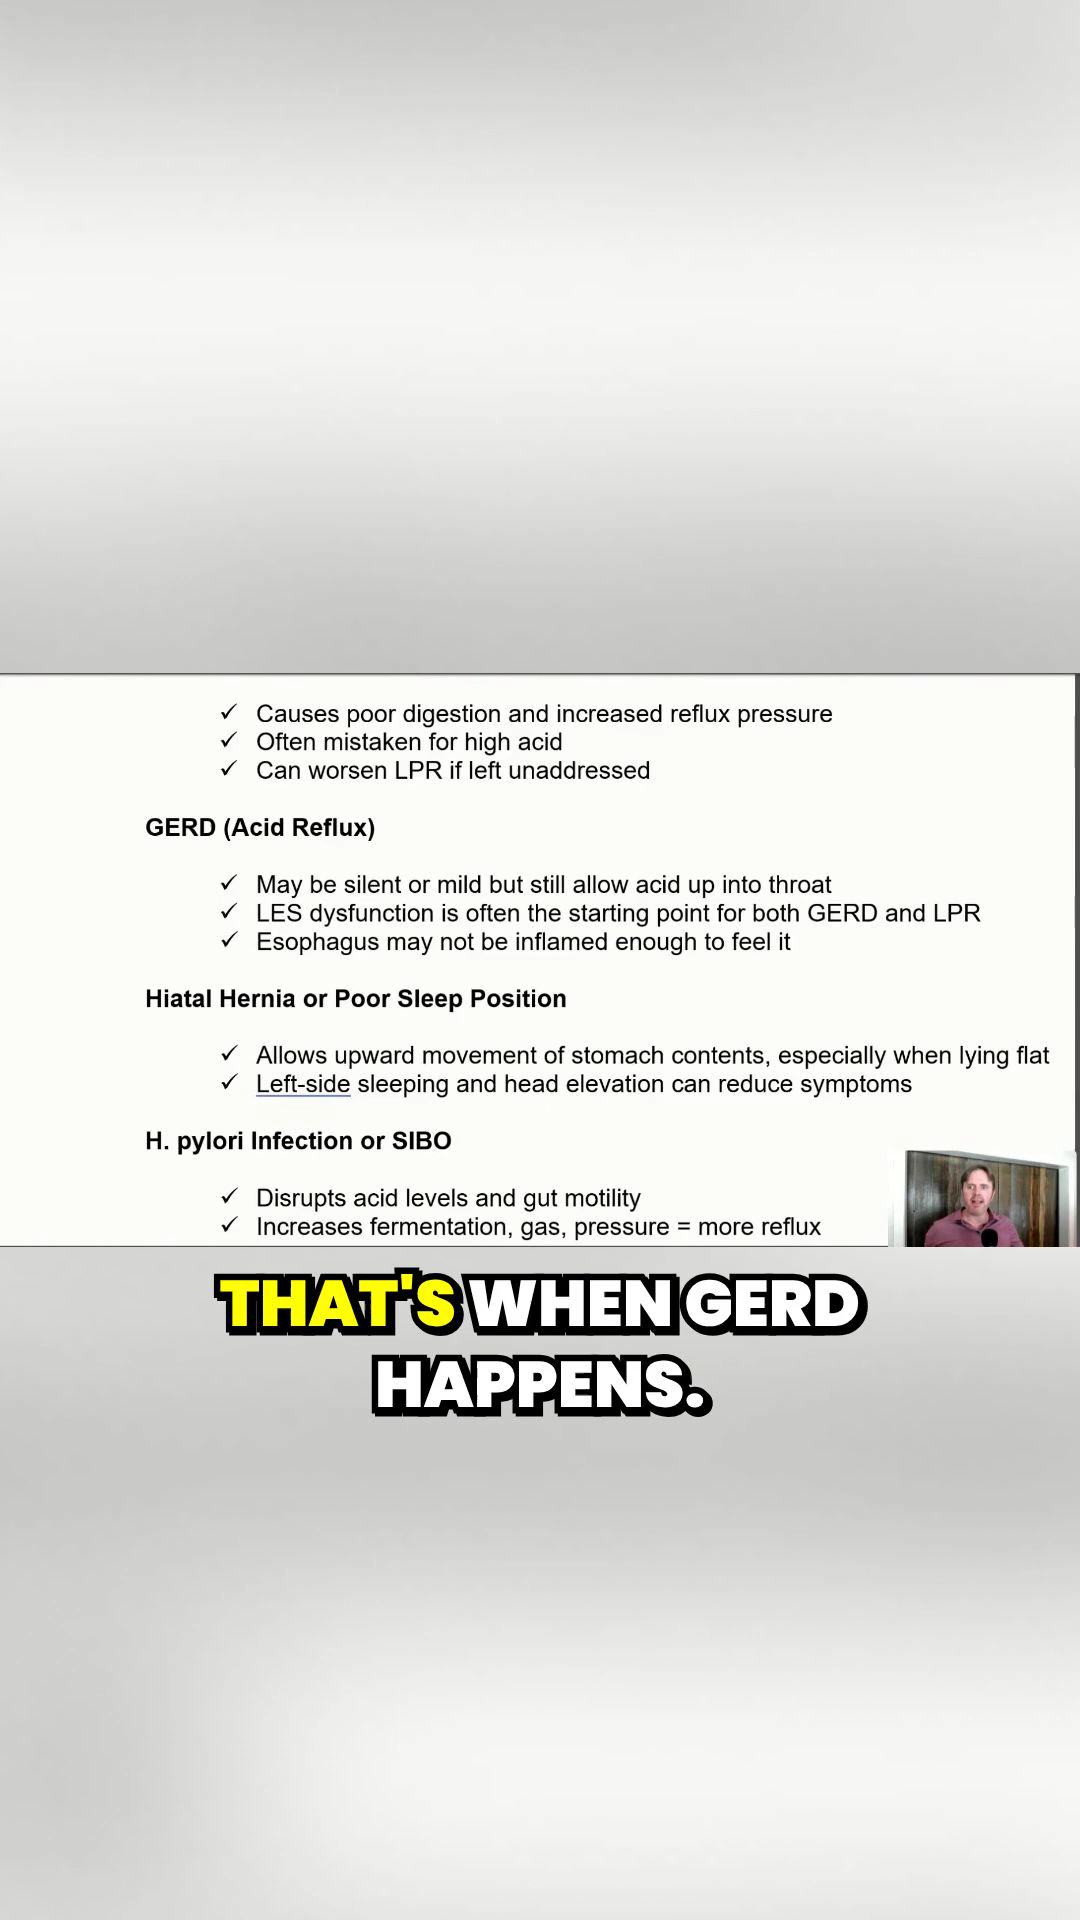 ✓ Causes poor digestion and increased reflux pressure
✓ Often mistaken for high acid
✓ Can worsen LPR if left unaddressed
GERD (Acid Reflux)
✓ May be silent or mild but still allow acid up into throat
✓ LES dysfunction is often the starting point for both GERD and LPR
✓ Esophagus may not be inflamed enough to feel it
Hiatal Hernia or Poor Sleep Position
✓ Allows upward movement of stomach contents, especially when lying flat
✓ Left-side sleeping and head elevation can reduce symptoms
H. pylori Infection or SIBO
✓ Disrupts acid levels and gut motility
✓ Increases fermentation, gas, pressure = more reflux
THAT'S WHEN GERD
HAPPENS.